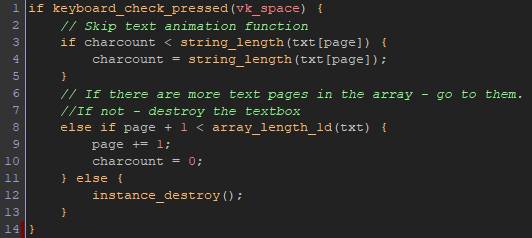 1 if keyboard_check_pressed(vk_space) {
2     // Skip text animation function
3     if charcount < string_length(txt[page]) {
4         charcount = string_length(txt[page]);
5     }
6     // If there are more text pages in the array - go to them.
7     //If not - destroy the textbox
8     else if page + 1 < array_length_1d(txt) {
9         page += 1;
10         charcount = 0;
11     } else {
12         instance_destroy();
13     }
14 }